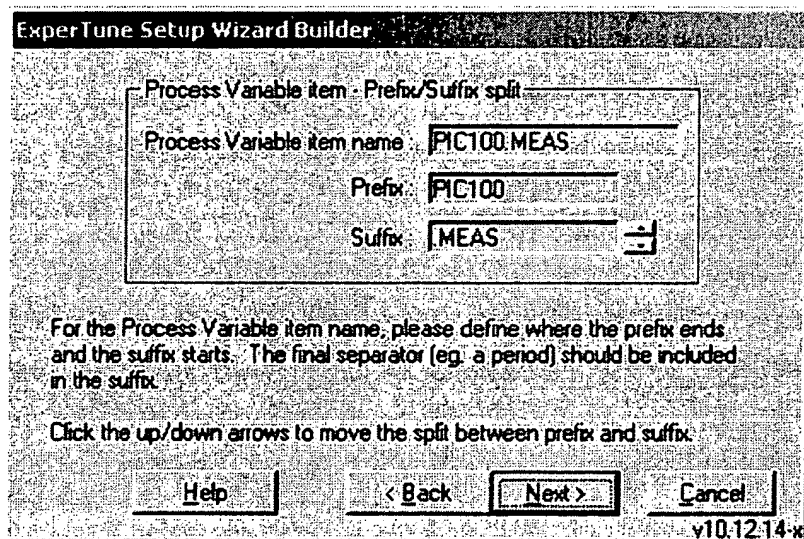 ExperTune Setup Wizard Builder
Process Variable item - Prefix/Suffix split
Process Variable item name : PIC100.MEAS
Prefix : PIC100
Suffix : .MEAS
For the Process Variable item name, please define where the prefix ends
and the suffix starts. The final separator (eg. a period) should be included
in the suffix.
Click the up/down arrows to move the split between prefix and suffix.
Help < Back Next > Cancel
v10.12.14-x